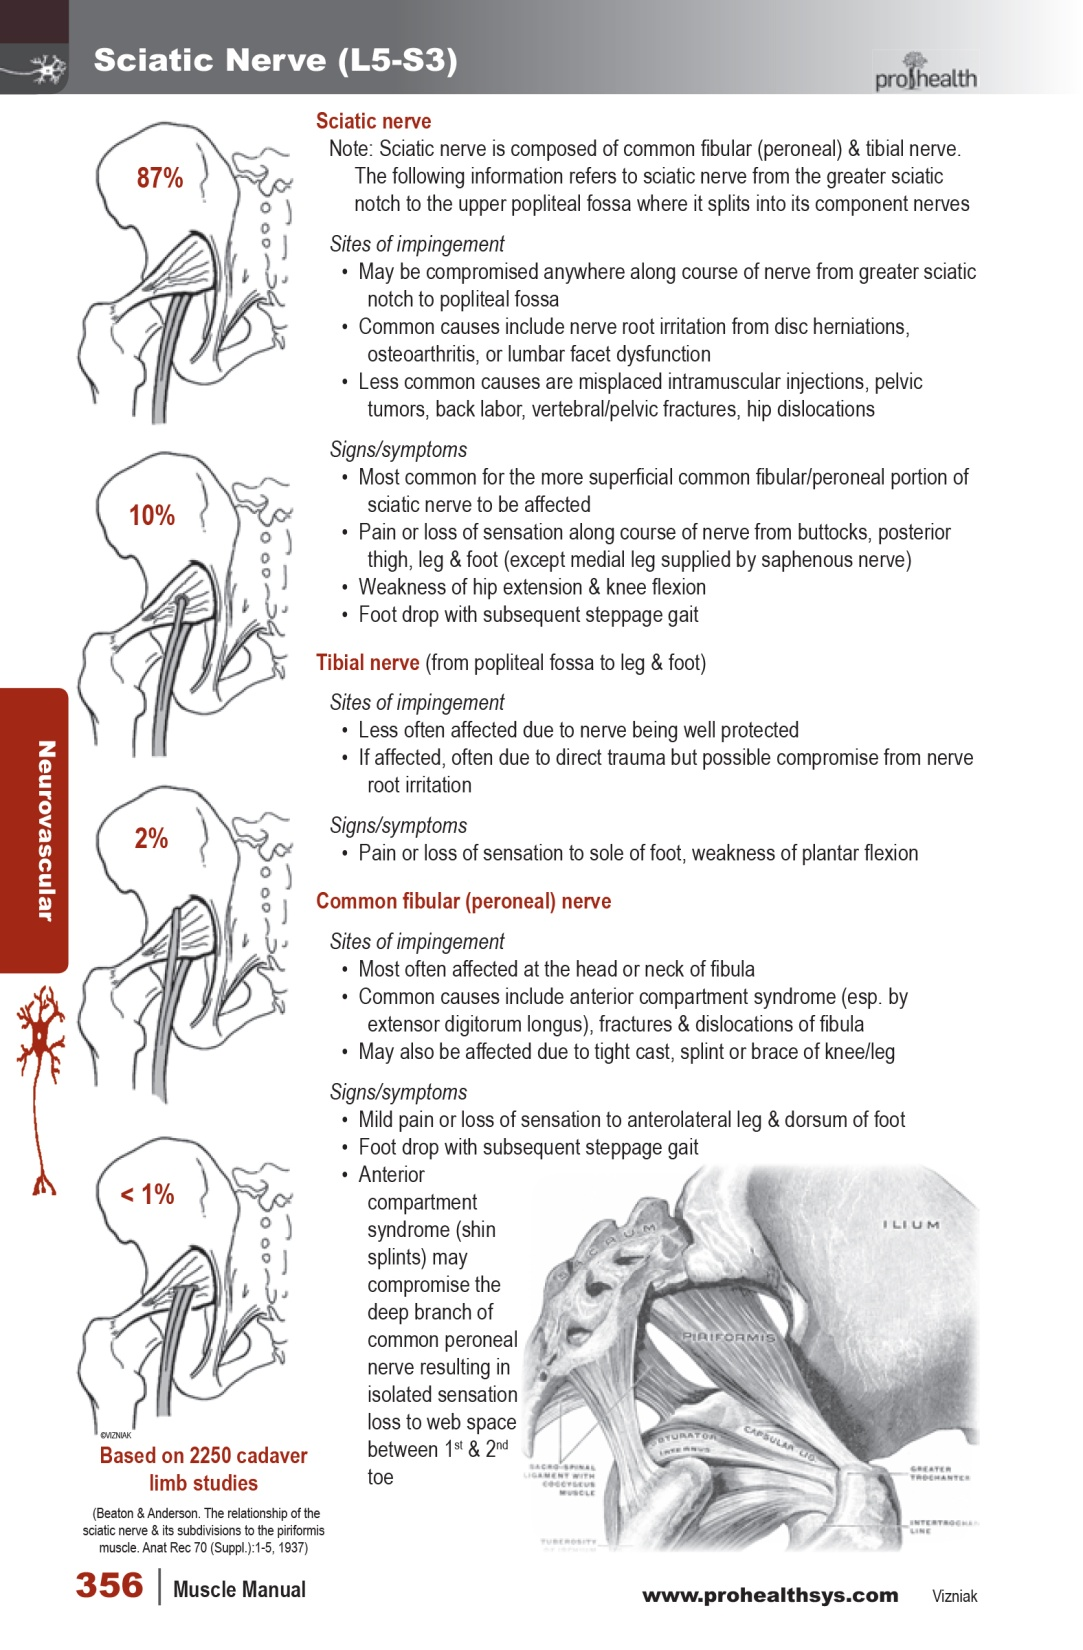 Sciatic Nerve (L5-S3)
prohealth
Sciatic nerve
Note: Sciatic nerve is composed of common fibular (peroneal) & tibial nerve.
The following information refers to sciatic nerve from the greater sciatic
notch to the upper popliteal fossa where it splits into its component nerves
Sites of impingement
• May be compromised anywhere along course of nerve from greater sciatic
notch to popliteal fossa
• Common causes include nerve root irritation from disc herniations,
osteoarthritis, or lumbar facet dysfunction
• Less common causes are misplaced intramuscular injections, pelvic
tumors, back labor, vertebral/pelvic fractures, hip dislocations
Signs/symptoms
• Most common for the more superficial common fibular/peroneal portion of
sciatic nerve to be affected
• Pain or loss of sensation along course of nerve from buttocks, posterior
thigh, leg & foot (except medial leg supplied by saphenous nerve)
• Weakness of hip extension & knee flexion
• Foot drop with subsequent steppage gait
Tibial nerve (from popliteal fossa to leg & foot)
Sites of impingement
• Less often affected due to nerve being well protected
• If affected, often due to direct trauma but possible compromise from nerve
root irritation
Signs/symptoms
• Pain or loss of sensation to sole of foot, weakness of plantar flexion
Common fibular (peroneal) nerve
Sites of impingement
• Most often affected at the head or neck of fibula
• Common causes include anterior compartment syndrome (esp. by
extensor digitorum longus), fractures & dislocations of fibula
• May also be affected due to tight cast, splint or brace of knee/leg
Signs/symptoms
• Mild pain or loss of sensation to anterolateral leg & dorsum of foot
• Foot drop with subsequent steppage gait
• Anterior
compartment
syndrome (shin
splints) may
compromise the
deep branch of
common peroneal
nerve resulting in
isolated sensation
loss to web space
between 1st & 2nd
toe
87%
10%
2%
< 1%
©VIZNIAK
Based on 2250 cadaver
limb studies
(Beaton & Anderson. The relationship of the
sciatic nerve & its subdivisions to the piriformis
muscle. Anat Rec 70 (Suppl.):1-5, 1937)
Neurovascular
ILIUM
PIRIFORMIS
CAPSULAR LIG.
INTERNUS
SACRO-SPINAL
LIGAMENT WITH
COCCYGEUS
MUSCLE
TUBEROSITY
GREATER
TROCHANTER
LINE
356 | Muscle Manual
www.prohealthsys.com
Vizniak